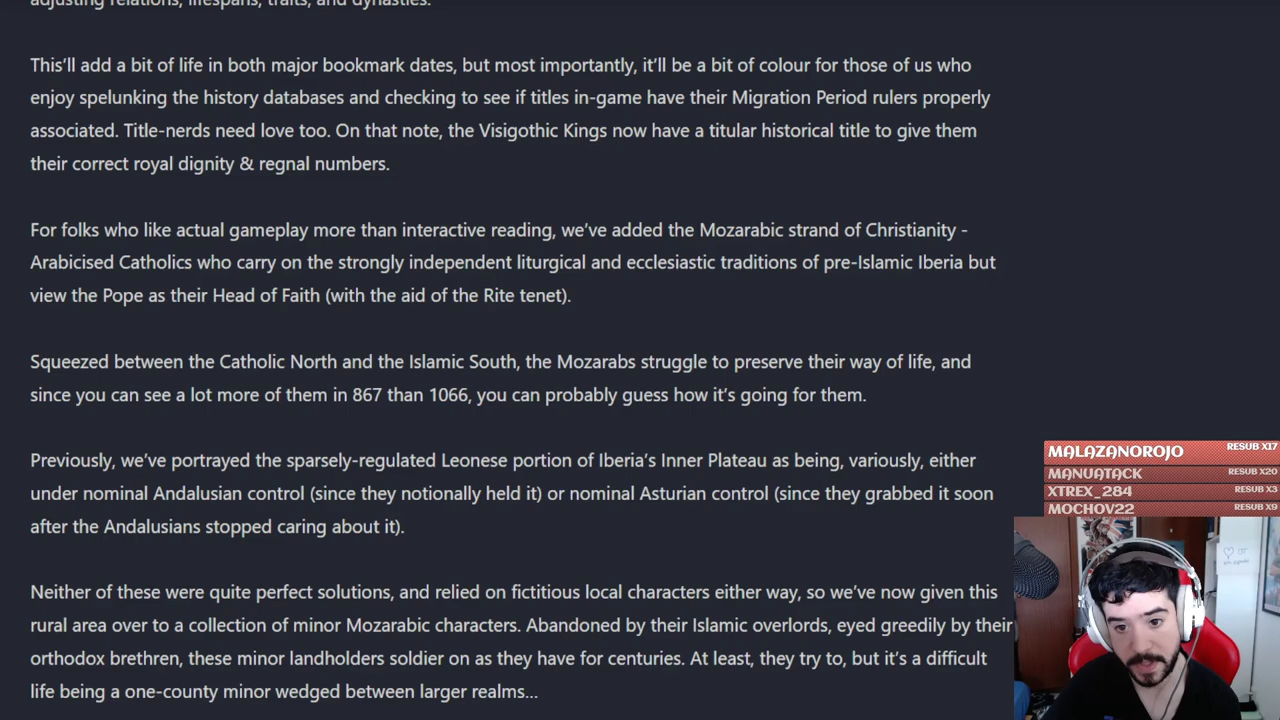 adjusting relations, lifespans, traits, and dynasties.
This’ll add a bit of life in both major bookmark dates, but most importantly, it’ll be a bit of colour for those of us who
enjoy spelunking the history databases and checking to see if titles in-game have their Migration Period rulers properly
associated. Title-nerds need love too. On that note, the Visigothic Kings now have a titular historical title to give them
their correct royal dignity & regnal numbers.
For folks who like actual gameplay more than interactive reading, we’ve added the Mozarabic strand of Christianity -
Arabicised Catholics who carry on the strongly independent liturgical and ecclesiastic traditions of pre-Islamic Iberia but
view the Pope as their Head of Faith (with the aid of the Rite tenet).
Squeezed between the Catholic North and the Islamic South, the Mozarabs struggle to preserve their way of life, and
since you can see a lot more of them in 867 than 1066, you can probably guess how it’s going for them.
Previously, we’ve portrayed the sparsely-regulated Leonese portion of Iberia’s Inner Plateau as being, variously, either
under nominal Andalusian control (since they notionally held it) or nominal Asturian control (since they grabbed it soon
after the Andalusians stopped caring about it).
Neither of these were quite perfect solutions, and relied on fictitious local characters either way, so we’ve now given this
rural area over to a collection of minor Mozarabic characters. Abandoned by their Islamic overlords, eyed greedily by their
orthodox brethren, these minor landholders soldier on as they have for centuries. At least, they try to, but it’s a difficult
life being a one-county minor wedged between larger realms...
MALAZANOROJO RESUB X17
MANUATACK RESUB X20
XTREX_284 RESUB X3
MOCHOV22 RESUB X9